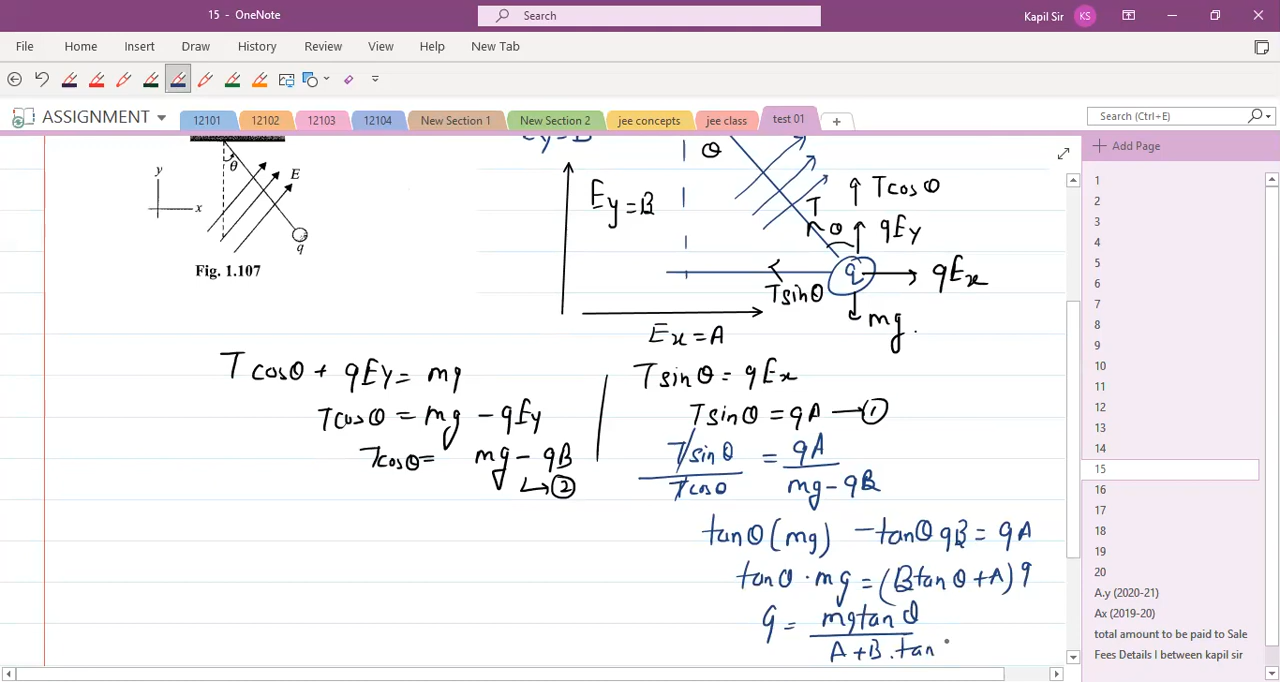 15 - OneNote
Search
Kapil Sir
KS
File Home Insert Draw History Review View Help New Tab
ASSIGNMENT
12101 12102 12103 12104 New Section 1 New Section 2 jee concepts jee class test 01
Search (Ctrl+E)
Add Page
1
2
3
4
5
6
7
8
9
10
11
12
13
14
15
16
17
18
19
20
A.y (2020-21)
Ax (2019-20)
total amount to be paid to Sale
Fees Details I between kapil sir
θ
E
y
x
q
Fig. 1.107
Ey=B
θ
Ey=B
T
θ
Tcosθ
qEy
q
qEx
Tsinθ
mg.
Ex=A
Tcosθ + qEy = mg
Tcosθ = mg - qEy
Tcosθ = mg - qB
②
Tsinθ = qEx
Tsinθ = qA → ①
Tsinθ/Tcosθ = qA/mg-qB
tanθ(mg) - tanθ qB = qA
tanθ . mg = (Btanθ + A) q
q = mgtanθ
A+B.tan